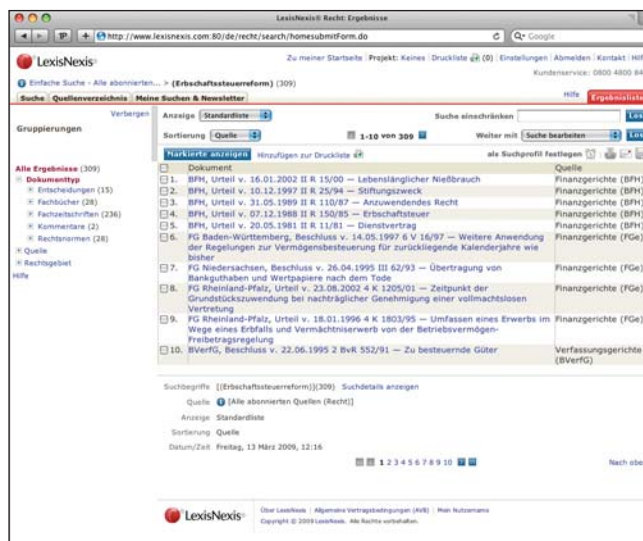 LexisNexis® Recht: Ergebnisse
http://www.lexisnexis.com:80/de/recht/search/homesubmitForm.do
Google
LexisNexis®
Zu meiner Startseite | Projekt: Keines | Druckliste (0) | Einstellungen | Abmelden | Kontakt | Hilf
Kundenservice: 0800 4800 84
Einfache Suche - Alle abonnierten... > (Erbschaftssteuerreform) (309)
Suche Quellenverzeichnis Meine Suchen & Newsletter
Hilfe Ergebnisliste
Verbergen
Gruppierungen
Alle Ergebnisse (309)
Dokumenttyp
Entscheidungen (15)
Fachbücher (28)
Fachzeitschriften (236)
Kommentare (2)
Rechtsnormen (28)
Quelle
Rechtsgebiet
Hilfe
Anzeige Standardliste Suche einschränken Los
Sortierung Quelle 1-10 von 309 Weiter mit Suche bearbeiten Los
Markierte anzeigen Hinzufügen zur Druckliste als Suchprofil festlegen
Dokument Quelle
1. BFH, Urteil v. 16.01.2002 II R 15/00 — Lebenslänglicher Nießbrauch Finanzgerichte (BFH)
2. BFH, Urteil v. 10.12.1997 II R 25/94 — Stiftungszweck Finanzgerichte (BFH)
3. BFH, Urteil v. 31.05.1989 II R 110/87 — Anzuwendendes Recht Finanzgerichte (BFH)
4. BFH, Urteil v. 07.12.1988 II R 150/85 — Erbschaftsteuer Finanzgerichte (BFH)
5. BFH, Urteil v. 20.05.1981 II R 11/81 — Dienstvertrag Finanzgerichte (BFH)
6. FG Baden-Württemberg, Beschluss v. 14.05.1997 6 V 16/97 — Weitere Anwendung Finanzgerichte (FGe)
der Regelungen zur Vermögensbesteuerung für zurückliegende Kalenderjahre wie
bisher
7. FG Niedersachsen, Beschluss v. 26.04.1995 III 62/93 — Übertragung von Finanzgerichte (FGe)
Bankguthaben und Wertpapiere nach dem Tode
8. FG Rheinland-Pfalz, Urteil v. 23.08.2002 4 K 1205/01 — Zeitpunkt der Finanzgerichte (FGe)
Grundstückszuwendung bei nachträglicher Genehmigung einer vollmachtslosen
Vertretung
9. FG Rheinland-Pfalz, Urteil v. 18.01.1996 4 K 1803/95 — Umfassen eines Erwerbs im Finanzgerichte (FGe)
Wege eines Erbfalls und Vermächtniserwerb von der Betriebsvermögen-
Freibetragsregelung
10. BVerfG, Beschluss v. 22.06.1995 2 BvR 552/91 — Zu besteuernde Güter Verfassungsgerichte
(BVerfG)
Suchbegriffe [(Erbschaftssteuerreform)](309) Suchdetails anzeigen
Quelle [Alle abonnierten Quellen (Recht)]
Anzeige Standardliste
Sortierung Quelle
Datum/Zeit Freitag, 13 März 2009, 12:16
1 2 3 4 5 6 7 8 9 10 Nach obe
LexisNexis®
Über LexisNexis | Allgemeine Vertragsbedingungen (AVB) | Mein Nutzername
Copyright © 2009 LexisNexis. Alle Rechte vorbehalten.